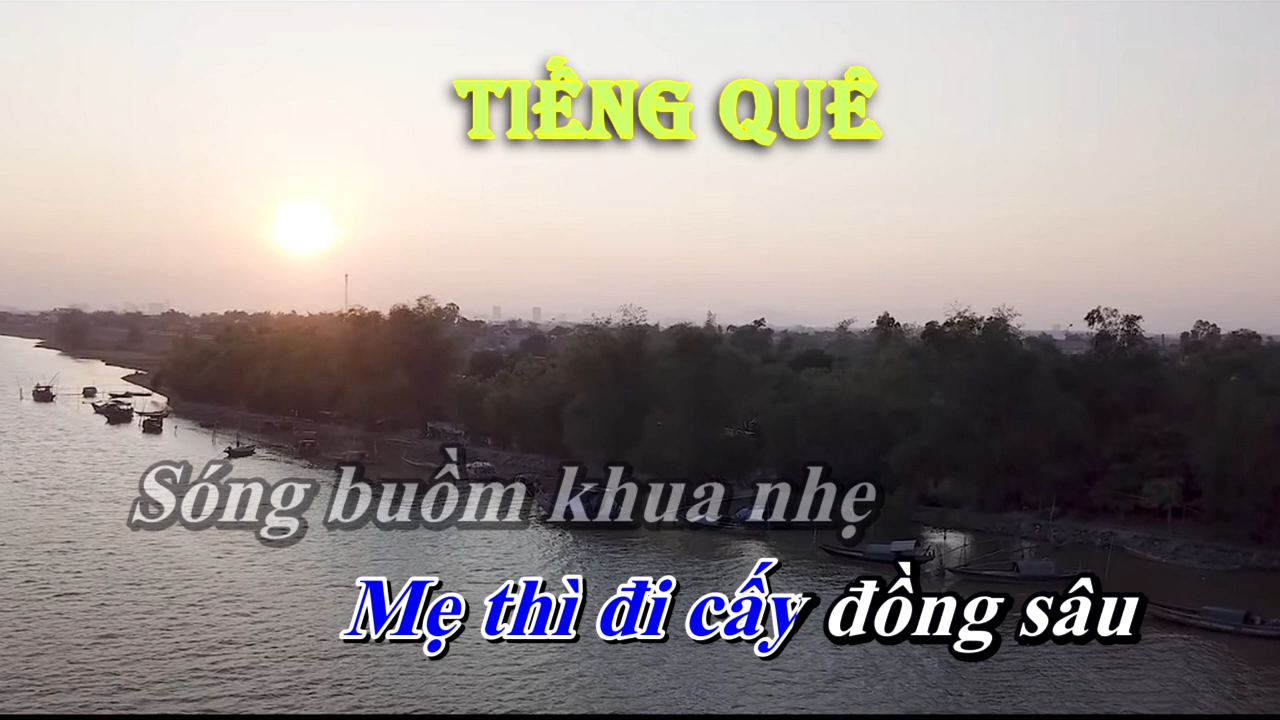 TIẾNG QUÊ
Sóng buồm khua nhẹ
Mẹ thì đi cấy đồng sâu